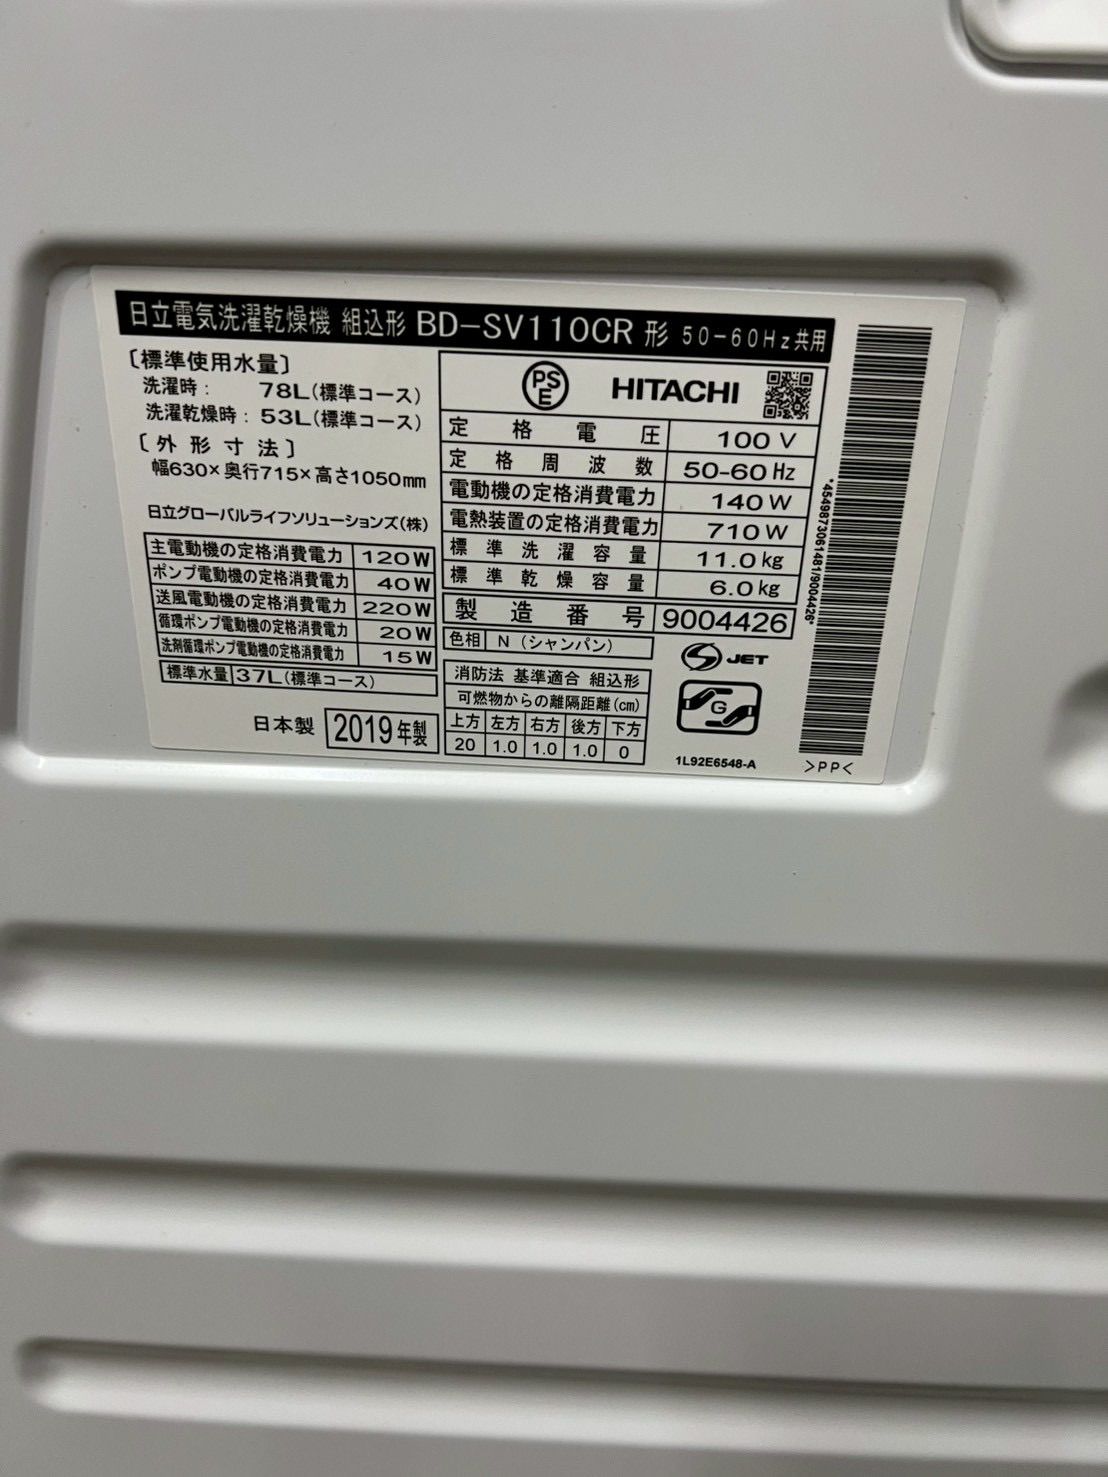 日立電気洗濯乾燥機 組込形 BD-SV110CR 形 50-60Hz共用
〔標準使用水量〕
洗濯時： 78L(標準コース)
洗濯乾燥時： 53L(標準コース)
〔外形寸法〕
幅630×奥行715×高さ1050mm
日立グローバルライフソリューションズ(株)
主電動機の定格消費電力 120W
ポンプ電動機の定格消費電力 40W
送風電動機の定格消費電力 220W
循環ポンプ電動機の定格消費電力 20W
洗剤循環ポンプ電動機の定格消費電力 15W
標準水量 37L(標準コース)
日本製 2019年製
PSE HITACHI
定格電圧 100V
定格周波数 50-60Hz
電動機の定格消費電力 140W
電熱装置の定格消費電力 710W
標準洗濯容量 11.0kg
標準乾燥容量 6.0kg
製造番号 9004426
色相 N (シャンパン)
消防法 基準適合 組込形
可燃物からの離隔距離(cm)
上方 左方 右方 後方 下方
20 1.0 1.0 1.0 0
S JET
G
1L92E6548-A
*4549873061481/9004426*
>PP<